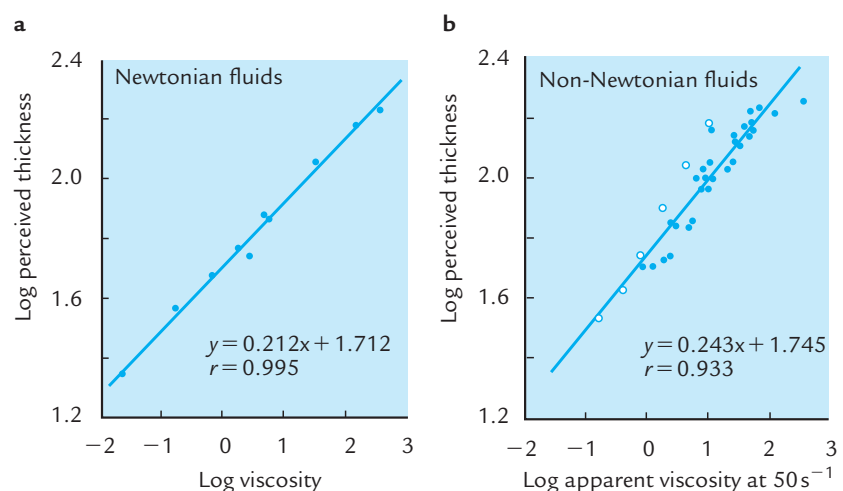 a
Newtonian fluids
Log perceived thickness
2.4
2.0
1.6
1.2
y = 0.212x + 1.712
r = 0.995
−2 −1 0 1 2 3
Log viscosity
b
Non-Newtonian fluids
Log perceived thickness
2.4
2.0
1.6
1.2
y = 0.243x + 1.745
r = 0.933
−2 −1 0 1 2 3
Log apparent viscosity at 50 s⁻¹